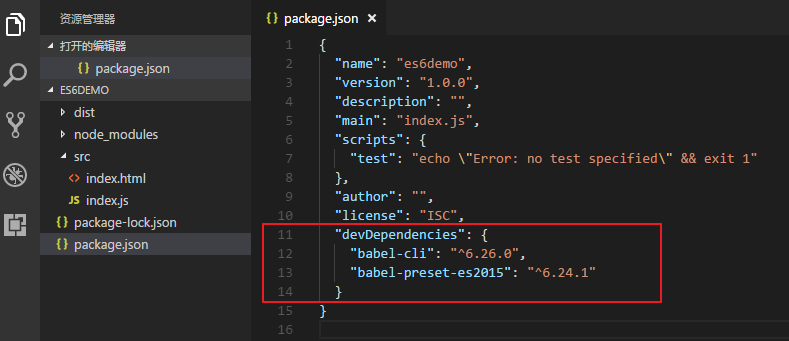 资源管理器
打开的编辑器
{} package.json
ES6DEMO
dist
node_modules
src
<> index.html
JS index.js
{} package-lock.json
{} package.json
{} package.json ×
1 {
2 "name": "es6demo",
3 "version": "1.0.0",
4 "description": "",
5 "main": "index.js",
6 "scripts": {
7 "test": "echo \"Error: no test specified\" && exit 1"
8 },
9 "author": "",
10 "license": "ISC",
11 "devDependencies": {
12 "babel-cli": "^6.26.0",
13 "babel-preset-es2015": "^6.24.1"
14 }
15 }
16